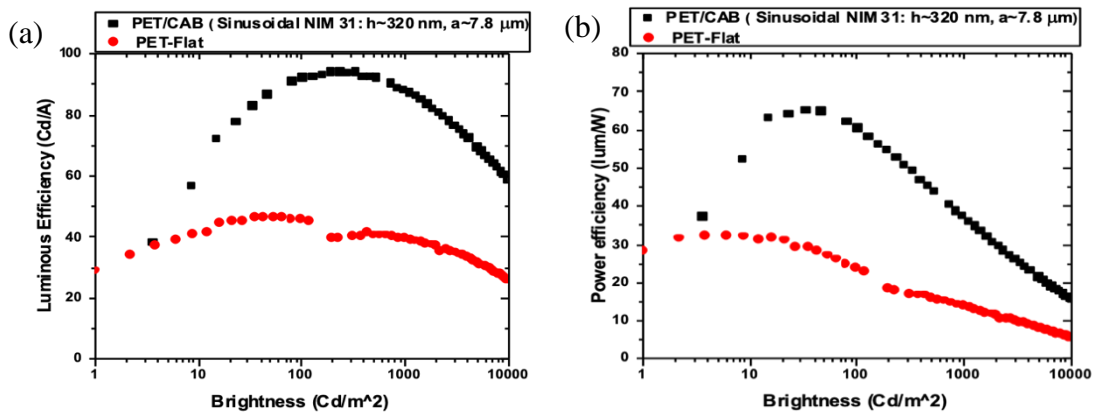 (a)
PET/CAB ( Sinusoidal NIM 31: h~320 nm, a~7.8 μm)
PET-Flat
100
80
60
40
20
0
Luminous Efficiency (Cd/A)
1
10
100
1000
10000
Brightness (Cd/m^2)
(b)
PET/CAB ( Sinusoidal NIM 31: h~320 nm, a~7.8 μm)
PET-Flat
80
70
60
50
40
30
20
10
0
Power efficiency (lum/W)
1
10
100
1000
10000
Brightness (Cd/m^2)